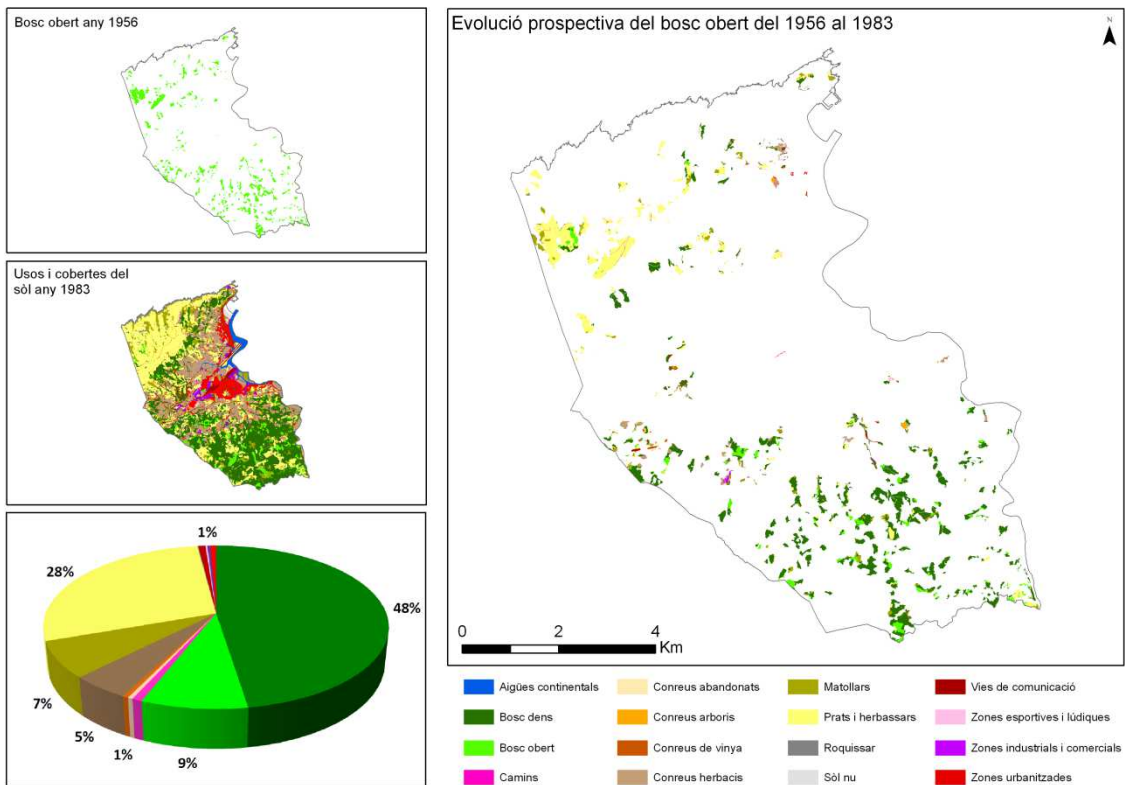 Bosc obert any 1956
Usos i cobertes del
sòl any 1983
1%
28%
48%
7%
5%
1%
9%
Evolució prospectiva del bosc obert del 1956 al 1983
N
0 2 4
Km
Aigües continentals
Bosc dens
Bosc obert
Camins
Conreus abandonats
Conreus arboris
Conreus de vinya
Conreus herbacis
Matollars
Prats i herbassars
Roquissar
Sòl nu
Vies de comunicació
Zones esportives i lúdiques
Zones industrials i comercials
Zones urbanitzades